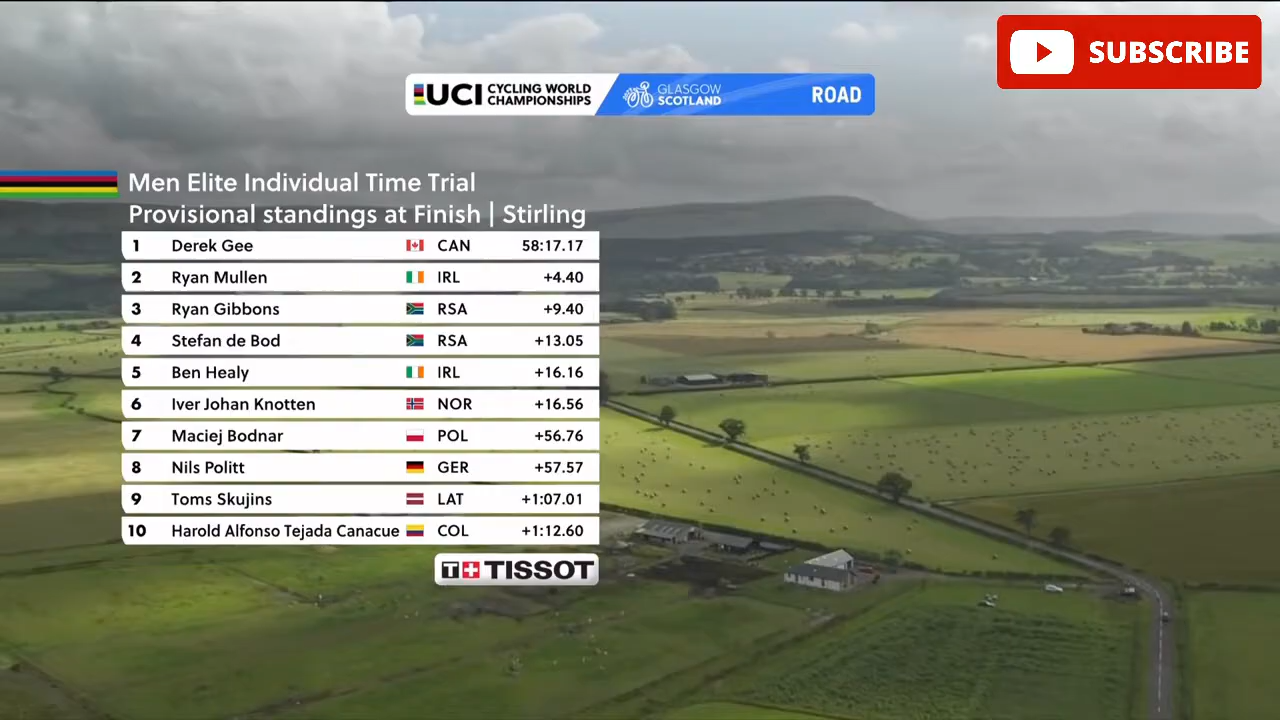 SUBSCRIBE
UCI CYCLING WORLD CHAMPIONSHIPS GLASGOW SCOTLAND ROAD
Men Elite Individual Time Trial
Provisional standings at Finish | Stirling
1 Derek Gee CAN 58:17.17
2 Ryan Mullen IRL +4.40
3 Ryan Gibbons RSA +9.40
4 Stefan de Bod RSA +13.05
5 Ben Healy IRL +16.16
6 Iver Johan Knotten NOR +16.56
7 Maciej Bodnar POL +56.76
8 Nils Politt GER +57.57
9 Toms Skujins LAT +1:07.01
10 Harold Alfonso Tejada Canacue COL +1:12.60
T+ TISSOT